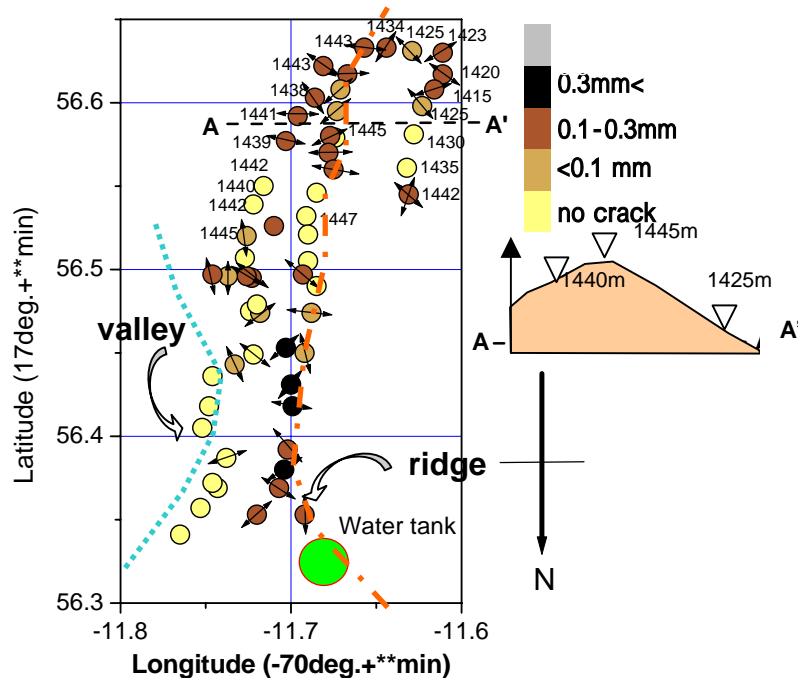 1434
1443
1425
1423
1443
1420
1438
1415
1441
1425
A
A'
1445
1430
1439
1442
1435
1440
1442
1442
1447
1445
56.6
56.5
56.4
56.3
-11.8
-11.7
-11.6
Latitude (17deg.+**min)
Longitude (-70deg.+**min)
valley
ridge
Water tank
0.3mm<
0.1-0.3mm
<0.1 mm
no crack
1445m
1440m
1425m
A
A'
N